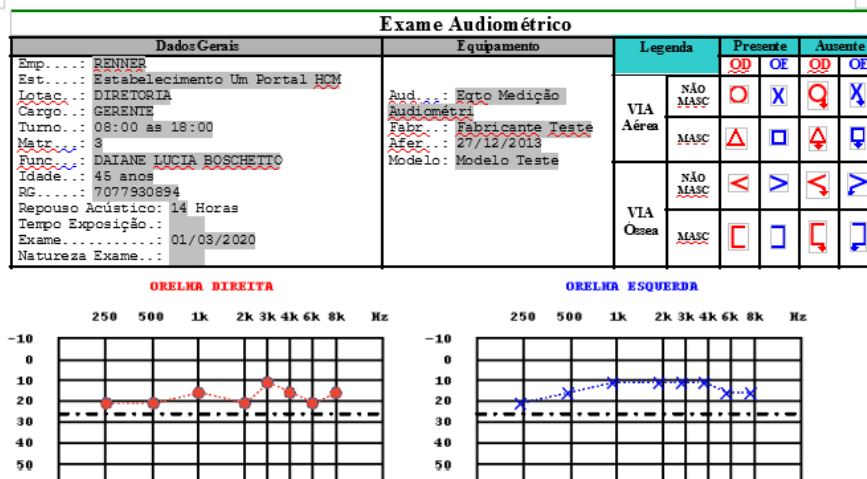 Exame Audiométrico
Dados Gerais
Emp....: RENNER
Est....: Estabelecimento Um Portal HCM
Lotac..: DIRETORIA
Cargo..: GERENTE
Turno..: 08:00 as 18:00
Matr...: 3
Func...: DAIANE LUCIA BOSCHETTO
Idade..: 45 anos
RG.....: 7077930894
Repouso Acústico: 14 Horas
Tempo Exposição.:
Exame...........: 01/03/2020
Natureza Exame..:
Equipamento
Aud...: Eqto Medição
Audiométri
Fabr..: Fabricante Teste
Afer..: 27/12/2013
Modelo: Modelo Teste
Legenda Presente Ausente
OD OE OD OE
VIA
Aérea
NÃO
MASC
X X
MASC
VIA
Óssea
NÃO
MASC
< > < >
MASC
ORELHA DIREITA
250 500 1k 2k 3k 4k 6k 8k Hz
-10
0
10
20
30
40
50
ORELHA ESQUERDA
250 500 1k 2k 3k 4k 6k 8k Hz
-10
0
10
20
30
40
50